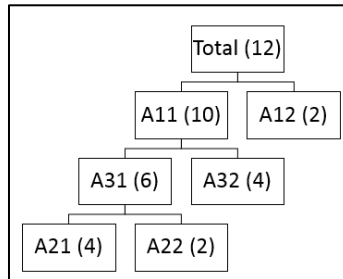 Total (12)
A11 (10)
A12 (2)
A31 (6)
A32 (4)
A21 (4)
A22 (2)